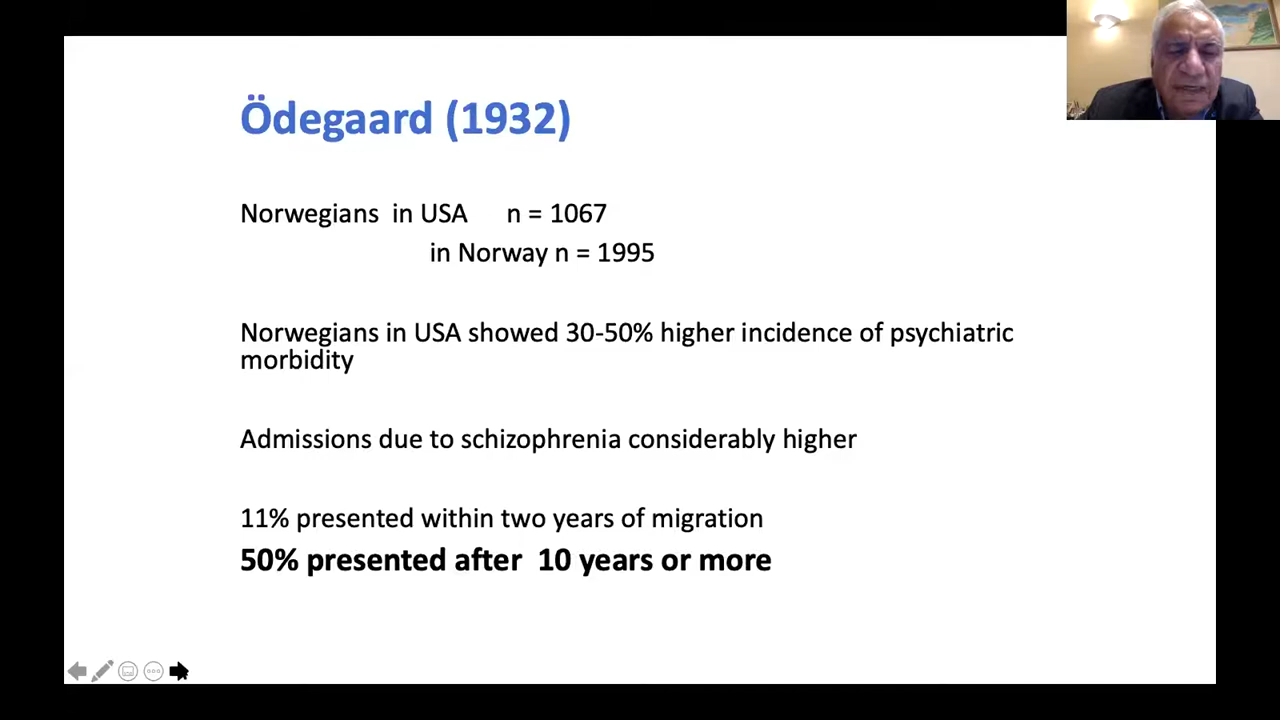 Ödegaard (1932)
Norwegians in USA n = 1067
in Norway n = 1995
Norwegians in USA showed 30-50% higher incidence of psychiatric
morbidity
Admissions due to schizophrenia considerably higher
11% presented within two years of migration
50% presented after 10 years or more